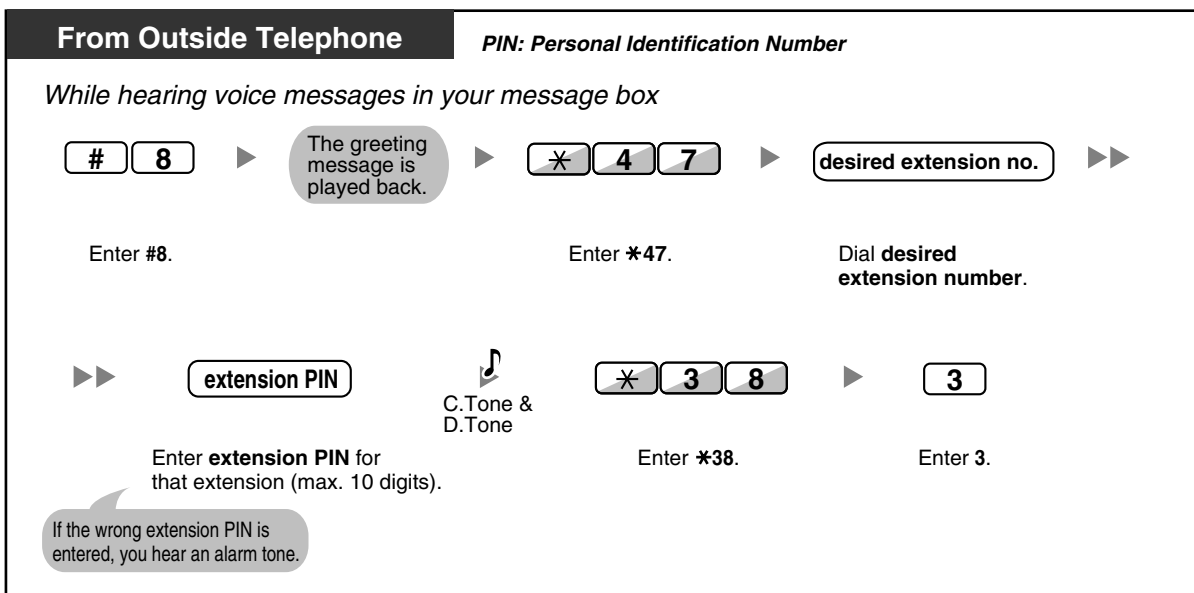 From Outside Telephone
PIN: Personal Identification Number
While hearing voice messages in your message box
# 8
The greeting
message is
played back.
* 4 7
desired extension no.
Enter #8.
Enter *47.
Dial desired
extension number.
extension PIN
C.Tone &
D.Tone
* 3 8
3
Enter extension PIN for
that extension (max. 10 digits).
Enter *38.
Enter 3.
If the wrong extension PIN is
entered, you hear an alarm tone.